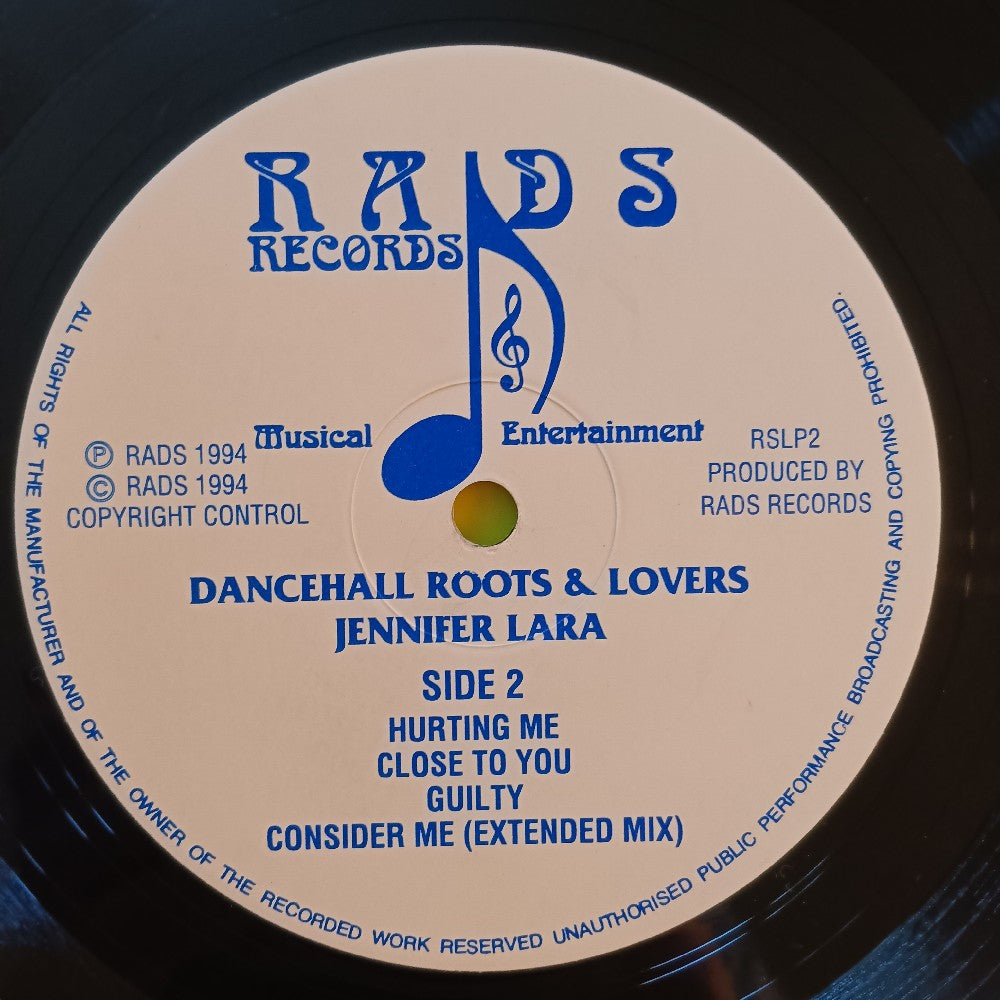 RADS
RECORDS
Musical Entertainment
Ⓟ RADS 1994
© RADS 1994
COPYRIGHT CONTROL
RSLP2
PRODUCED BY
RADS RECORDS
DANCEHALL ROOTS & LOVERS
JENNIFER LARA
SIDE 2
HURTING ME
CLOSE TO YOU
GUILTY
CONSIDER ME (EXTENDED MIX)
ALL RIGHTS OF THE MANUFACTURER AND OF THE OWNER OF THE RECORDED WORK RESERVED UNAUTHORISED PUBLIC PERFORMANCE BROADCASTING AND COPYING PROHIBITED.